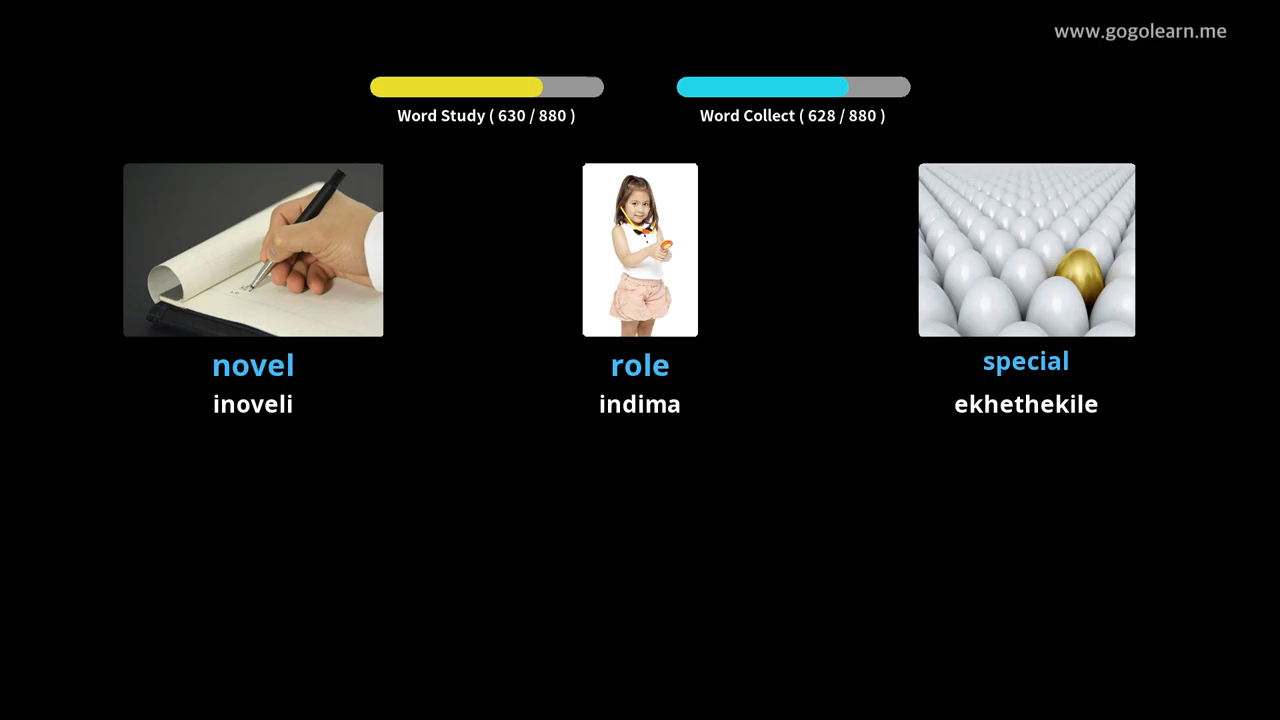 www.gogolearn.me
Word Study ( 630 / 880 )
Word Collect ( 628 / 880 )
novel
inoveli
role
indima
special
ekhethekile